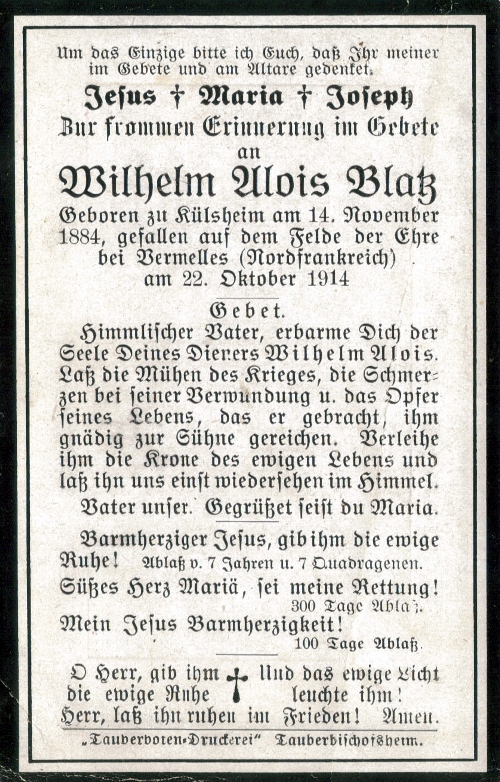 Um das Einzige bitte ich Euch, daß Ihr meiner
im Gebete und am Altare gedenket.
Jesus † Maria † Joseph
Zur frommen Erinnerung im Gebete
an
Wilhelm Alois Blatz
Geboren zu Külsheim am 14. November
1884, gefallen auf dem Felde der Ehre
bei Vermelles (Nordfrankreich)
am 22. Oktober 1914
Gebet.
Himmlischer Vater, erbarme Dich der
Seele Deines Dieners Wilhelm Alois.
Laß die Mühen des Krieges, die Schmer-
zen bei seiner Verwundung u. das Opfer
seines Lebens, das er gebracht, ihm
gnädig zur Sühne gereichen. Verleihe
ihm die Krone des ewigen Lebens und
laß ihn uns einst wiedersehen im Himmel.
Vater unser. Gegrüßet seist du Maria.
Barmherziger Jesus, gib ihm die ewige
Ruhe! Ablaß v. 7 Jahren u. 7 Quadragenen.
Süßes Herz Mariä, sei meine Rettung!
300 Tage Ablaß.
Mein Jesus Barmherzigkeit!
100 Tage Ablaß.
O Herr, gib ihm † Und das ewige Licht
die ewige Ruhe leuchte ihm!
Herr, laß ihn ruhen im Frieden! Amen.
„Tauberboten-Druckerei“ Tauberbischofsheim.